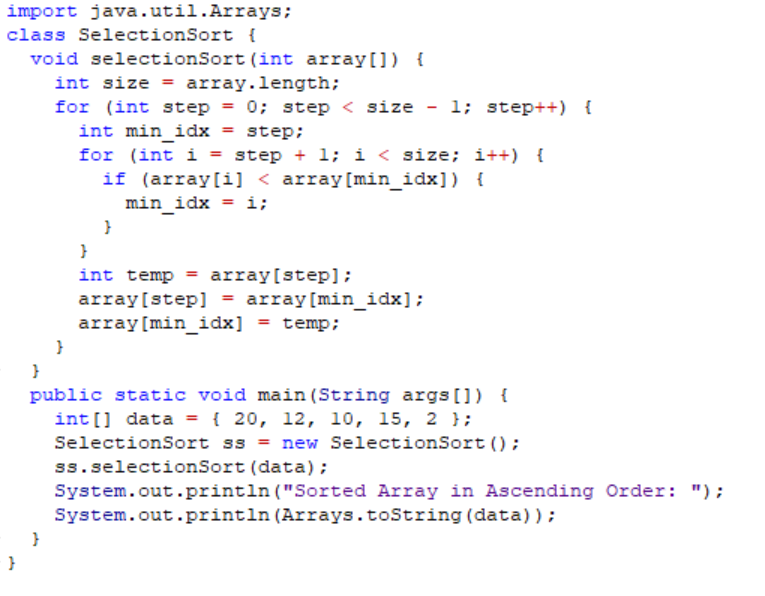 import java.util.Arrays;
class SelectionSort {
  void selectionSort(int array[]) {
    int size = array.length;
    for (int step = 0; step < size - 1; step++) {
      int min_idx = step;
      for (int i = step + 1; i < size; i++) {
        if (array[i] < array[min_idx]) {
          min_idx = i;
        }
      }
      int temp = array[step];
      array[step] = array[min_idx];
      array[min_idx] = temp;
    }
  }
  public static void main(String args[]) {
    int[] data = { 20, 12, 10, 15, 2 };
    SelectionSort ss = new SelectionSort();
    ss.selectionSort(data);
    System.out.println("Sorted Array in Ascending Order: ");
    System.out.println(Arrays.toString(data));
  }
}